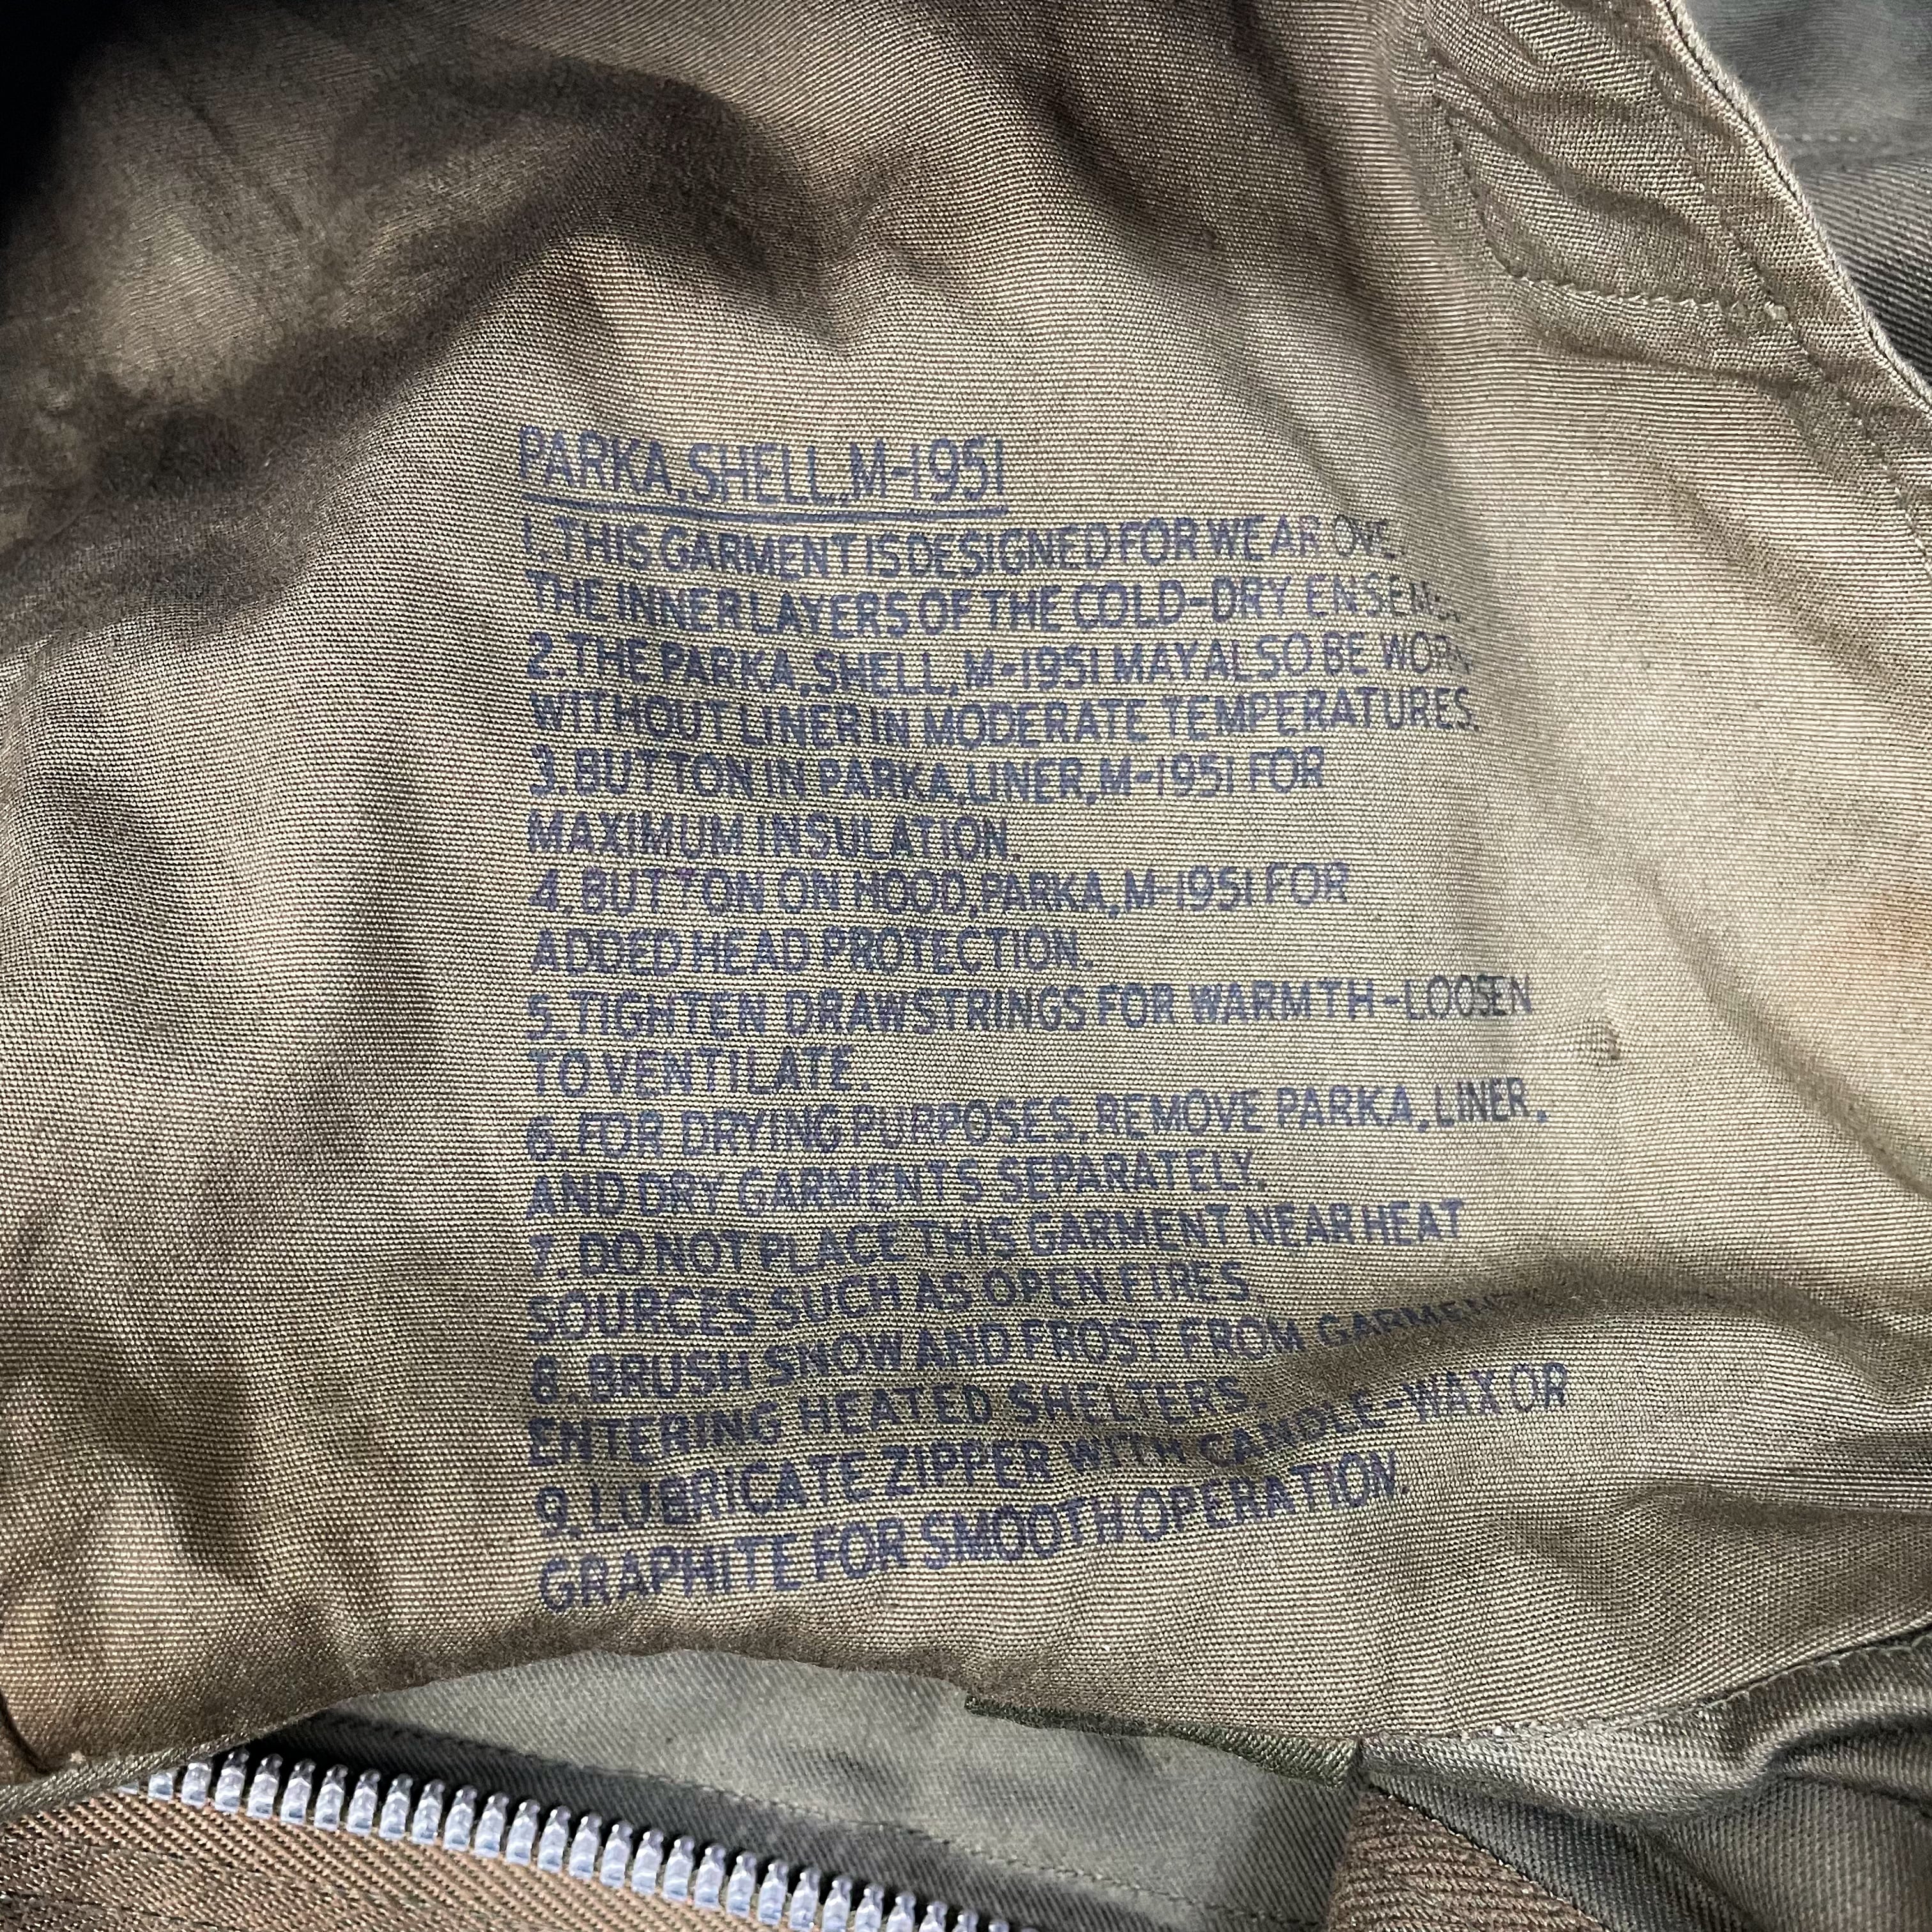 PARKA, SHELL, M-1951
1. THIS GARMENT IS DESIGNED FOR WEAR
THE INNER LAYERS OF THE COLD-DRY
2. THE PARKA, SHELL, M-1951 MAY ALSO BE WORN
WITHOUT LINER IN MODERATE TEMPERATURES.
3. BUTTON IN PARKA, LINER, M-1951 FOR
MAXIMUM INSULATION.
4. BUTTON ON HOOD, PARKA, M-1951 FOR
ADDED HEAD PROTECTION.
5. TIGHTEN DRAWSTRINGS FOR WARMTH-LOOSEN
TO VENTILATE.
6. FOR DRYING PURPOSES, REMOVE PARKA, LINER,
AND DRY GARMENTS SEPARATELY.
7. DO NOT PLACE THIS GARMENT NEAR HEAT
SOURCES SUCH AS OPEN FIRES
8. BRUSH SNOW AND FROST FROM GARMENT
ENTERING HEATED SHELTERS.
9. LUBRICATE ZIPPER WITH CANDLE-WAX OR
GRAPHITE FOR SMOOTH OPERATION.